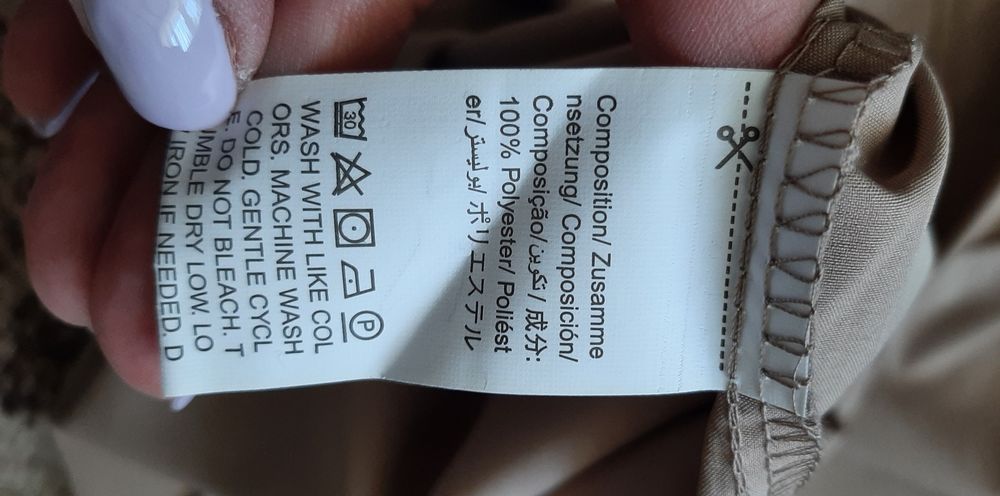 Composition/ Zusamme
nsetzung/ Composición/
Composição/تكوين / 成分:
100% Polyester/ Poliést
er/بوليستر/ ポリエステル
30
P
WASH WITH LIKE COL
ORS. MACHINE WASH
COLD, GENTLE CYCL
E. DO NOT BLEACH. T
UMBLE DRY LOW. LO
IRON IF NEEDED. D